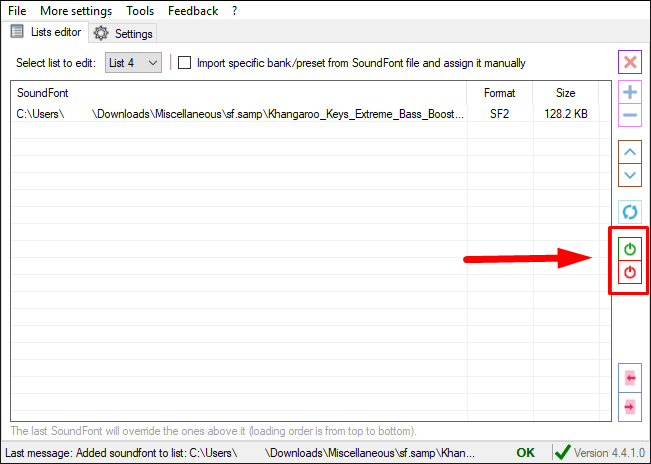 File More settings Tools Feedback ?
Lists editor Settings
Select list to edit: List 4 Import specific bank/preset from SoundFont file and assign it manually
SoundFont Format Size
C:\Users\ \Downloads\Miscellaneous\sf.samp\Khangaroo_Keys_Extreme_Bass_Boost... SF2 128.2 KB
The last SoundFont will override the ones above it (loading order is from top to bottom).
Last message: Added soundfont to list: C:\Users\ \Downloads\Miscellaneous\sf.samp\Khan... OK Version 4.4.1.0